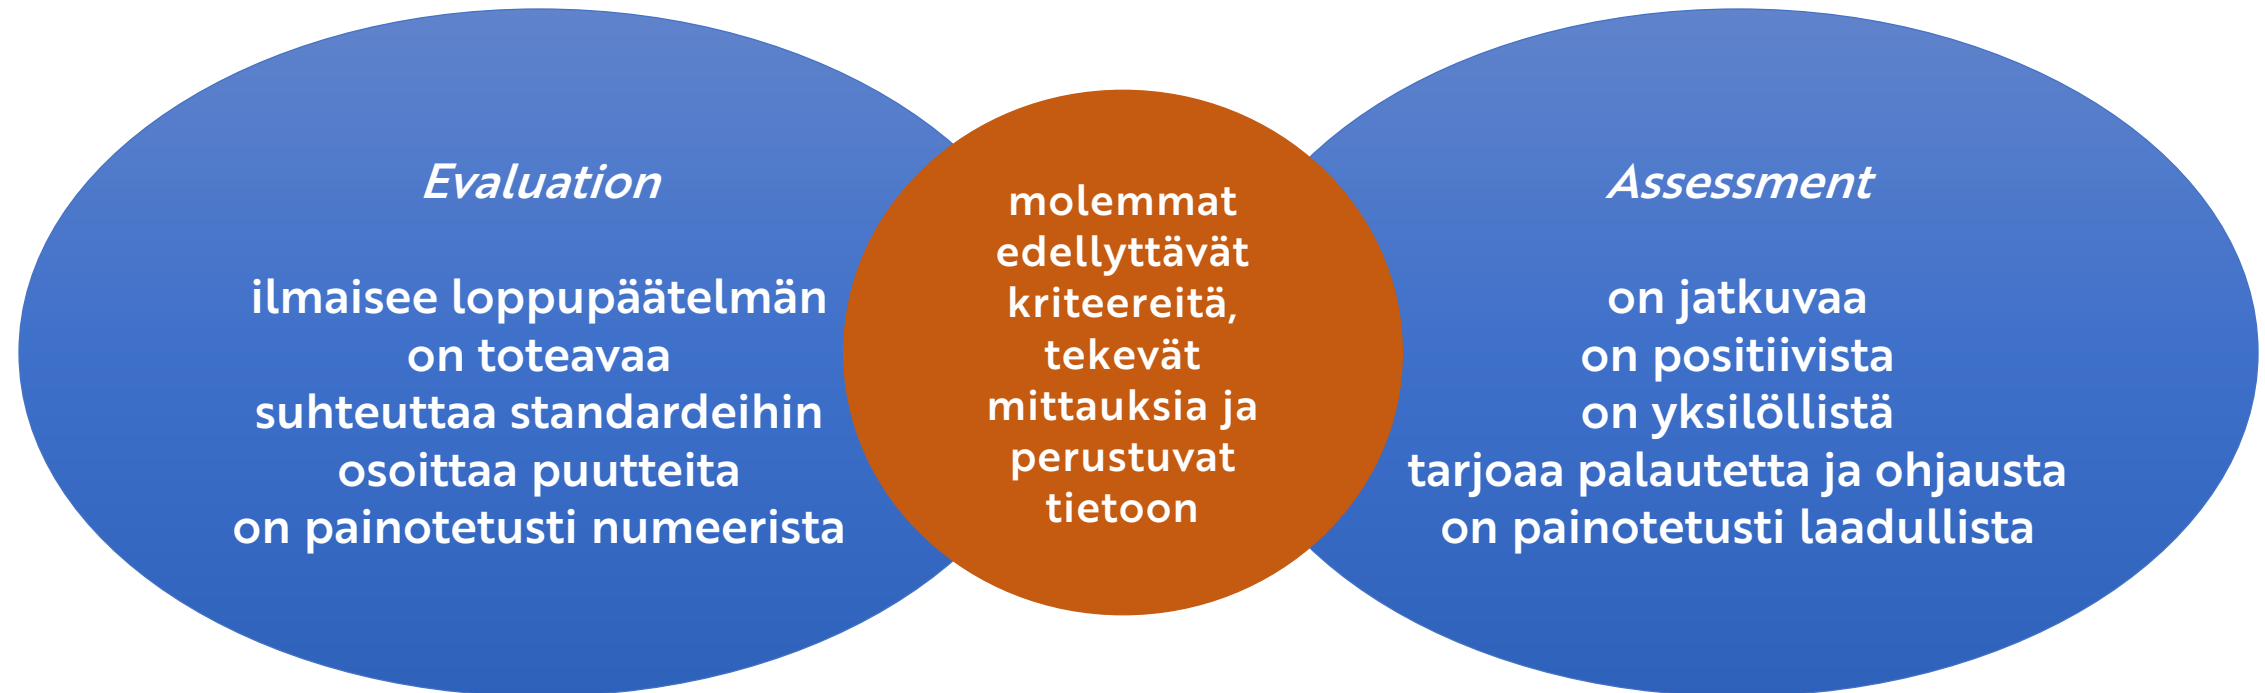 Evaluation
ilmaisee loppupäätelmän
on toteavaa
suhteuttaa standardeihin
osoittaa puutteita
on painotetusti numeerista
molemmat
edellyttävät
kriteereitä,
tekevät
mittauksia ja
perustuvat
tietoon
Assessment
on jatkuvaa
on positiivista
on yksilöllistä
tarjoaa palautetta ja ohjausta
on painotetusti laadullista